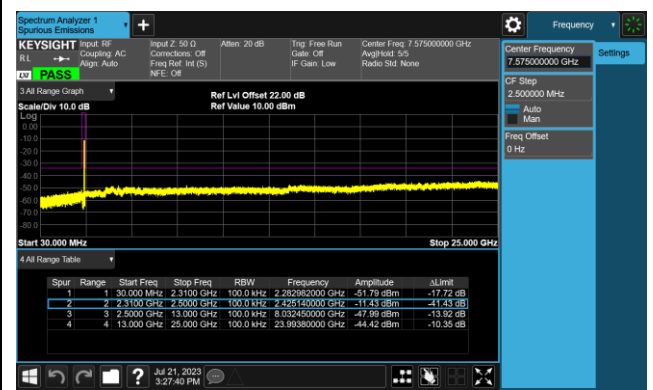 Spectrum Analyzer 1
Spurious Emissions
Frequency
KEYSIGHT
Input: RF
Coupling: AC
Align: Auto
Input Z: 50 Ω
Corrections: Off
Freq Ref: Int (S)
NFE: Off
Atten: 20 dB
Trig: Free Run
Gate: Off
IF Gain: Low
Center Freq: 7.575000000 GHz
Avg|Hold: 5/5
Radio Std: None
RL
LXI
PASS
Center Frequency
7.575000000 GHz
Settings
CF Step
2.500000 MHz
Auto
Man
Freq Offset
0 Hz
3 All Range Graph
Scale/Div 10.0 dB
Ref Lvl Offset 22.00 dB
Ref Value 10.00 dBm
Log
0.00
-10.0
-20.0
-30.0
-40.0
-50.0
-60.0
-70.0
-80.0
Start 30.000 MHz
Stop 25.000 GHz
4 All Range Table
Spur Range Start Freq Stop Freq RBW Frequency Amplitude ΔLimit
1 1 30.000 MHz 2.3100 GHz 100.0 kHz 2.282982000 GHz -51.79 dBm -17.72 dB
2 2 2.3100 GHz 2.5000 GHz 100.0 kHz 2.425140000 GHz -11.43 dBm -41.43 dB
3 3 2.5000 GHz 13.000 GHz 100.0 kHz 8.032450000 GHz -47.99 dBm -13.92 dB
4 4 13.000 GHz 25.000 GHz 100.0 kHz 23.99380000 GHz -44.42 dBm -10.35 dB
Jul 21, 2023
3:27:40 PM